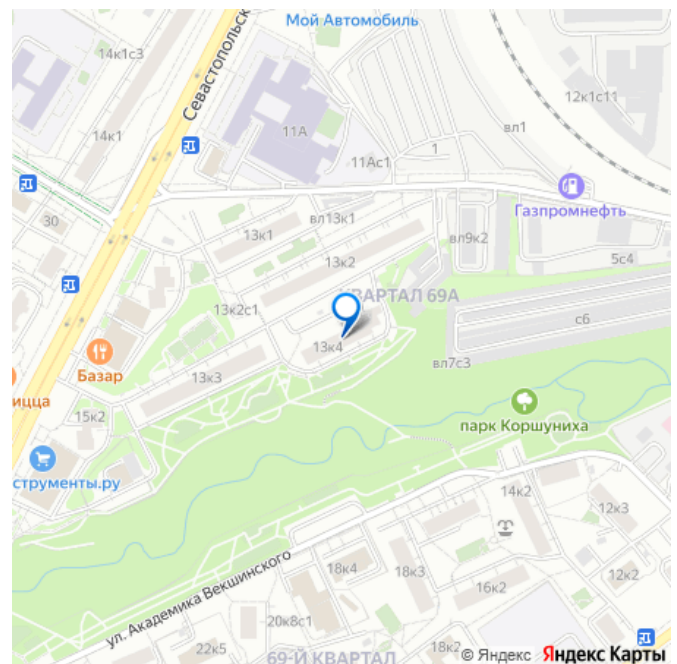 Мой Автомобиль
14к1с3
Севастопольск
12к1с11
14к1
11А
вл1
11Ас1
1
Газпромнефть
30
вл13к1
13к1
вл9к2
13к2
5с4
КВАРТАЛ 69А
13к2с1
с6
13к4
Базар
13к3
вл7с3
ицца
15к2
парк Коршуниха
струменты.ру
14к2
12к3
ул. Академика Векшинского
18к4
18к3
12к2
16к2
20к8с1
22к5
69-Й КВАРТАЛ
18к2
© Яндекс Яндекс Карты